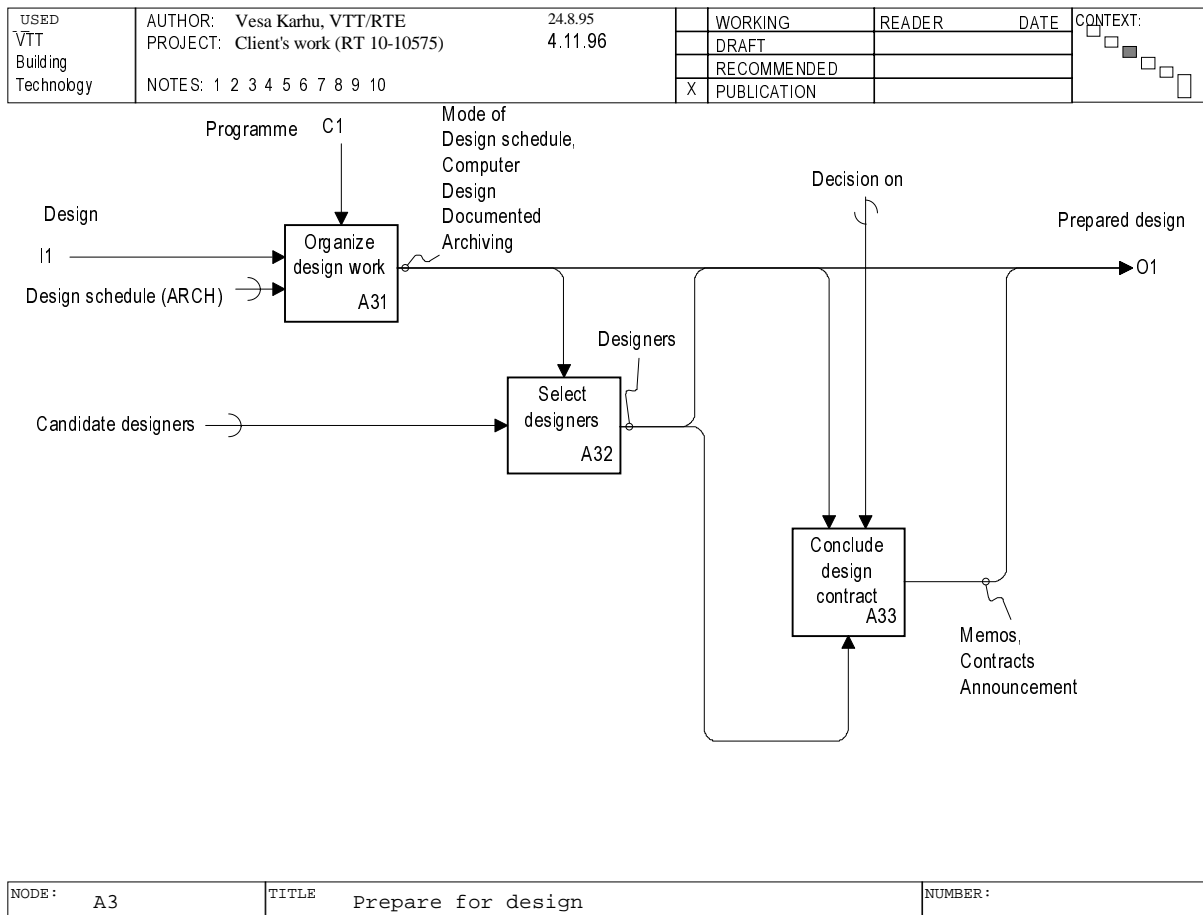 USED
VTT
Building
Technology
AUTHOR: Vesa Karhu, VTT/RTE 24.8.95
PROJECT: Client's work (RT 10-10575) 4.11.96
NOTES: 1 2 3 4 5 6 7 8 9 10
WORKING
DRAFT
RECOMMENDED
X PUBLICATION
READER DATE
CONTEXT:
Programme C1
Mode of
Design schedule,
Computer
Design
Documented
Archiving
Decision on
Design
I1
Design schedule (ARCH)
Organize
design work
A31
Prepared design
O1
Designers
Candidate designers
Select
designers
A32
Conclude
design
contract
A33
Memos,
Contracts
Announcement
NODE: A3
TITLE Prepare for design
NUMBER: